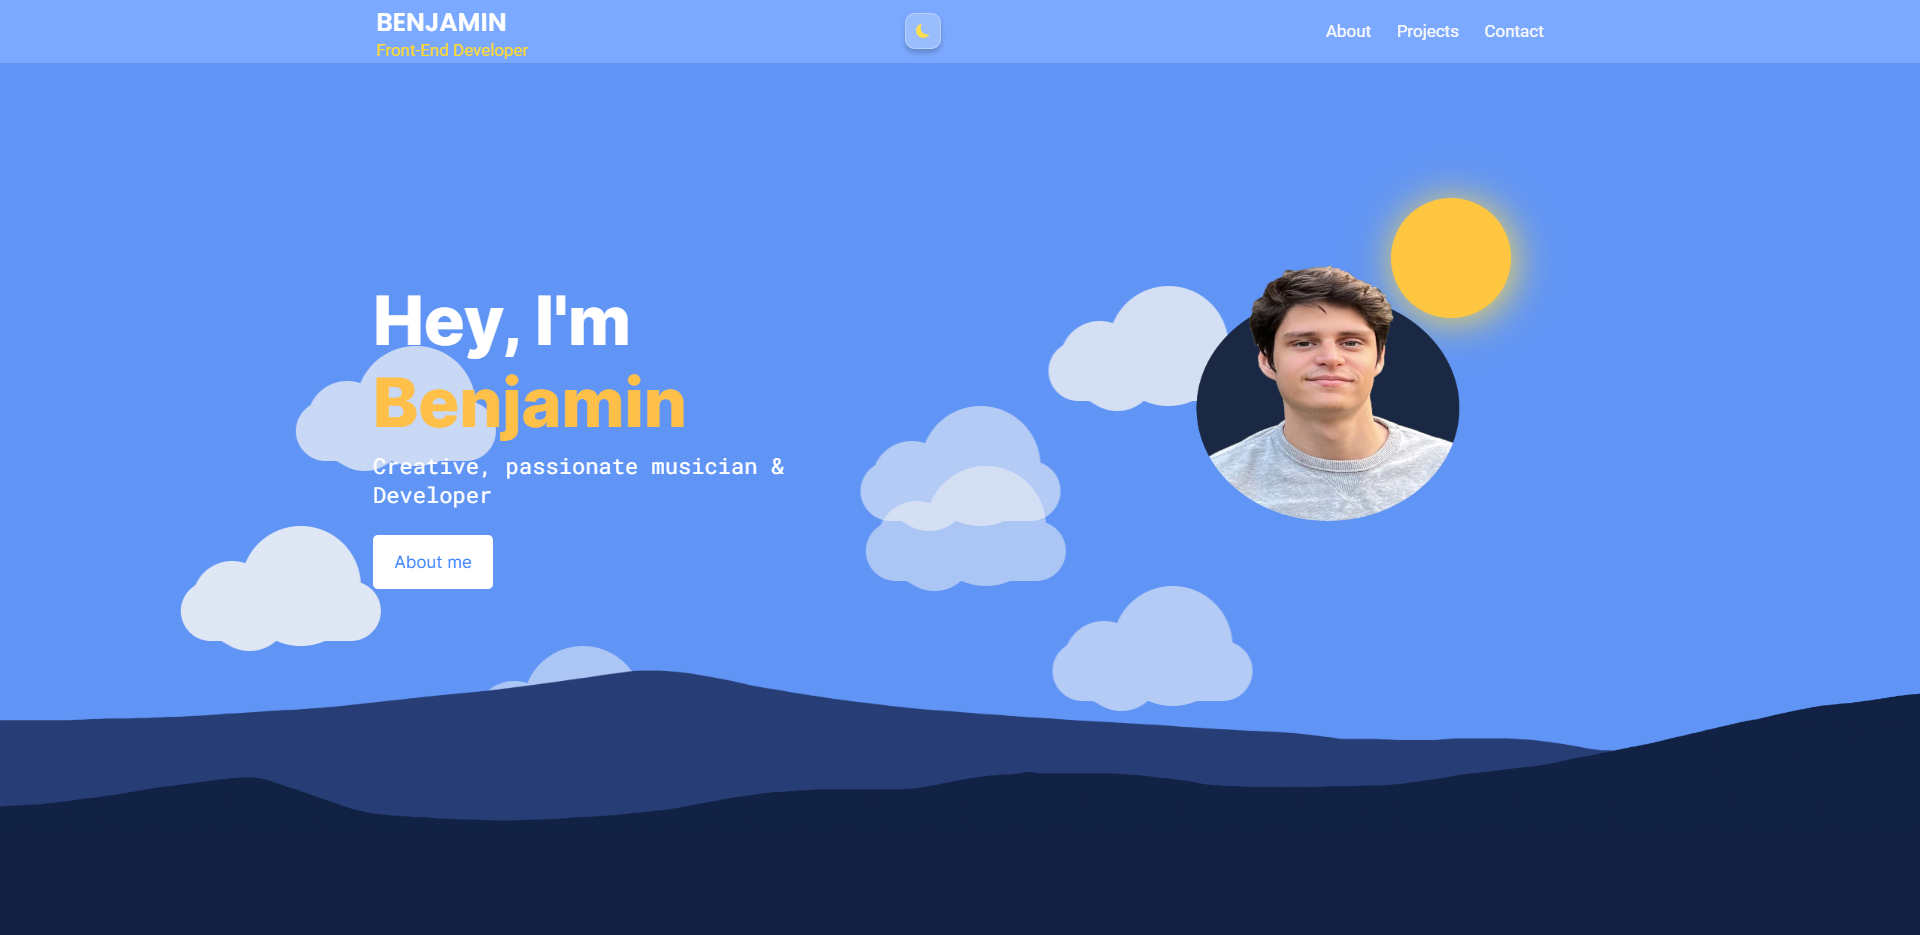 BENJAMIN
Front-End Developer
About
Projects
Contact
Hey, I'm
Benjamin
Creative, passionate musician &
Developer
About me